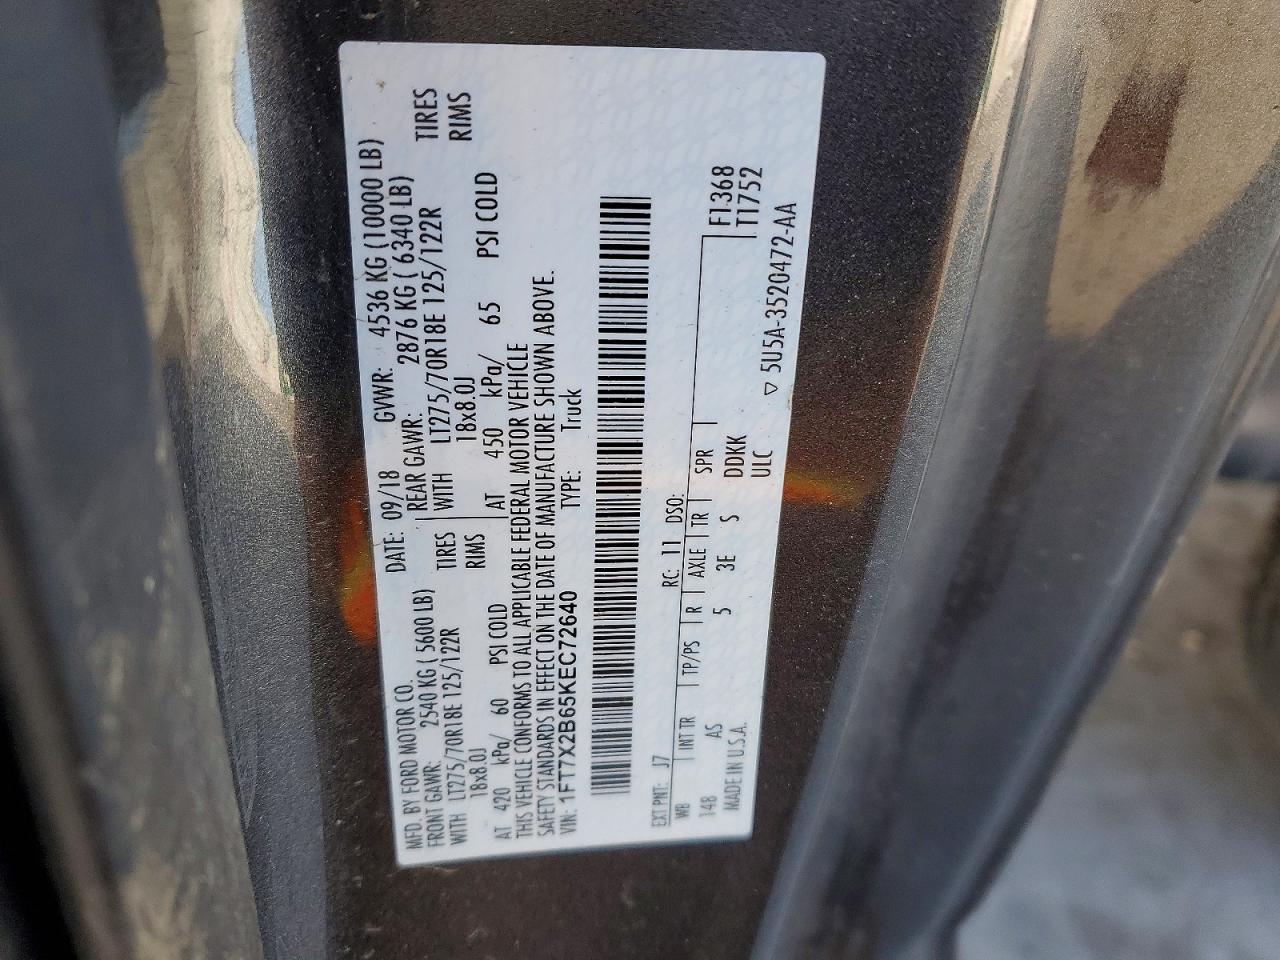 MFD. BY FORD MOTOR CO.
DATE: 09/18 GVWR: 4536 KG (10000 LB)
FRONT GAWR: 2540 KG ( 5600 LB)
REAR GAWR: 2876 KG ( 6340 LB)
WITH LT275/70R18E 125/122R TIRES
WITH LT275/70R18E 125/122R TIRES
18x8.0J RIMS
18x8.0J RIMS
AT 420 kPa/ 60 PSI COLD
AT 450 kPa/ 65 PSI COLD
THIS VEHICLE CONFORMS TO ALL APPLICABLE FEDERAL MOTOR VEHICLE
SAFETY STANDARDS IN EFFECT ON THE DATE OF MANUFACTURE SHOWN ABOVE.
VIN: 1FT7X2B65KEC72640 TYPE: Truck
EXT PNT: J7 RC: 11 DSO:
WB INT TR TP/PS R AXLE TR SPR F1368
148 AS 5 3E S DDKK T1752
MADE IN U.S.A. ULC
▽ 5U5A-3520472-AA